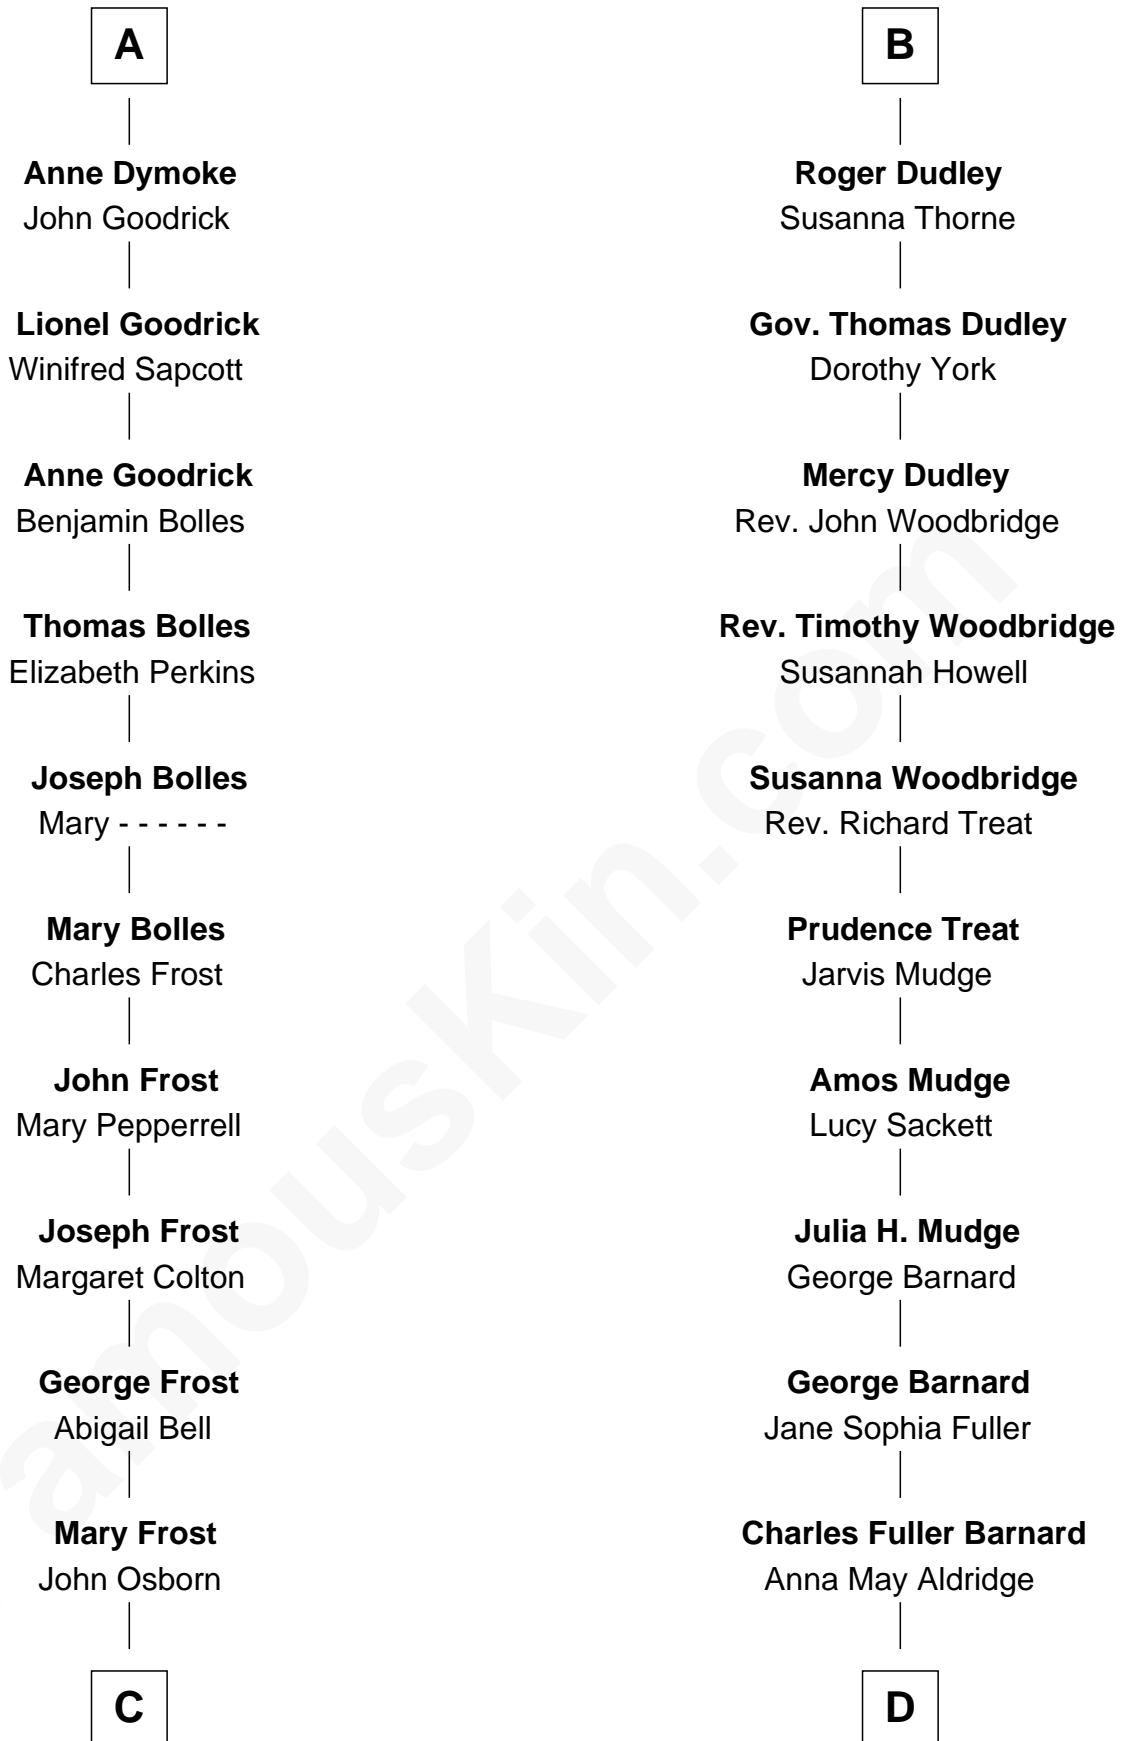 A
Anne Dymoke
John Goodrick
Lionel Goodrick
Winifred Sapcott
Anne Goodrick
Benjamin Bolles
Thomas Bolles
Elizabeth Perkins
Joseph Bolles
Mary - - - - - -
Mary Bolles
Charles Frost
John Frost
Mary Pepperrell
Joseph Frost
Margaret Colton
George Frost
Abigail Bell
Mary Frost
John Osborn
C
B
Roger Dudley
Susanna Thorne
Gov. Thomas Dudley
Dorothy York
Mercy Dudley
Rev. John Woodbridge
Rev. Timothy Woodbridge
Susannah Howell
Susanna Woodbridge
Rev. Richard Treat
Prudence Treat
Jarvis Mudge
Amos Mudge
Lucy Sackett
Julia H. Mudge
George Barnard
George Barnard
Jane Sophia Fuller
Charles Fuller Barnard
Anna May Aldridge
D
amousKin.com